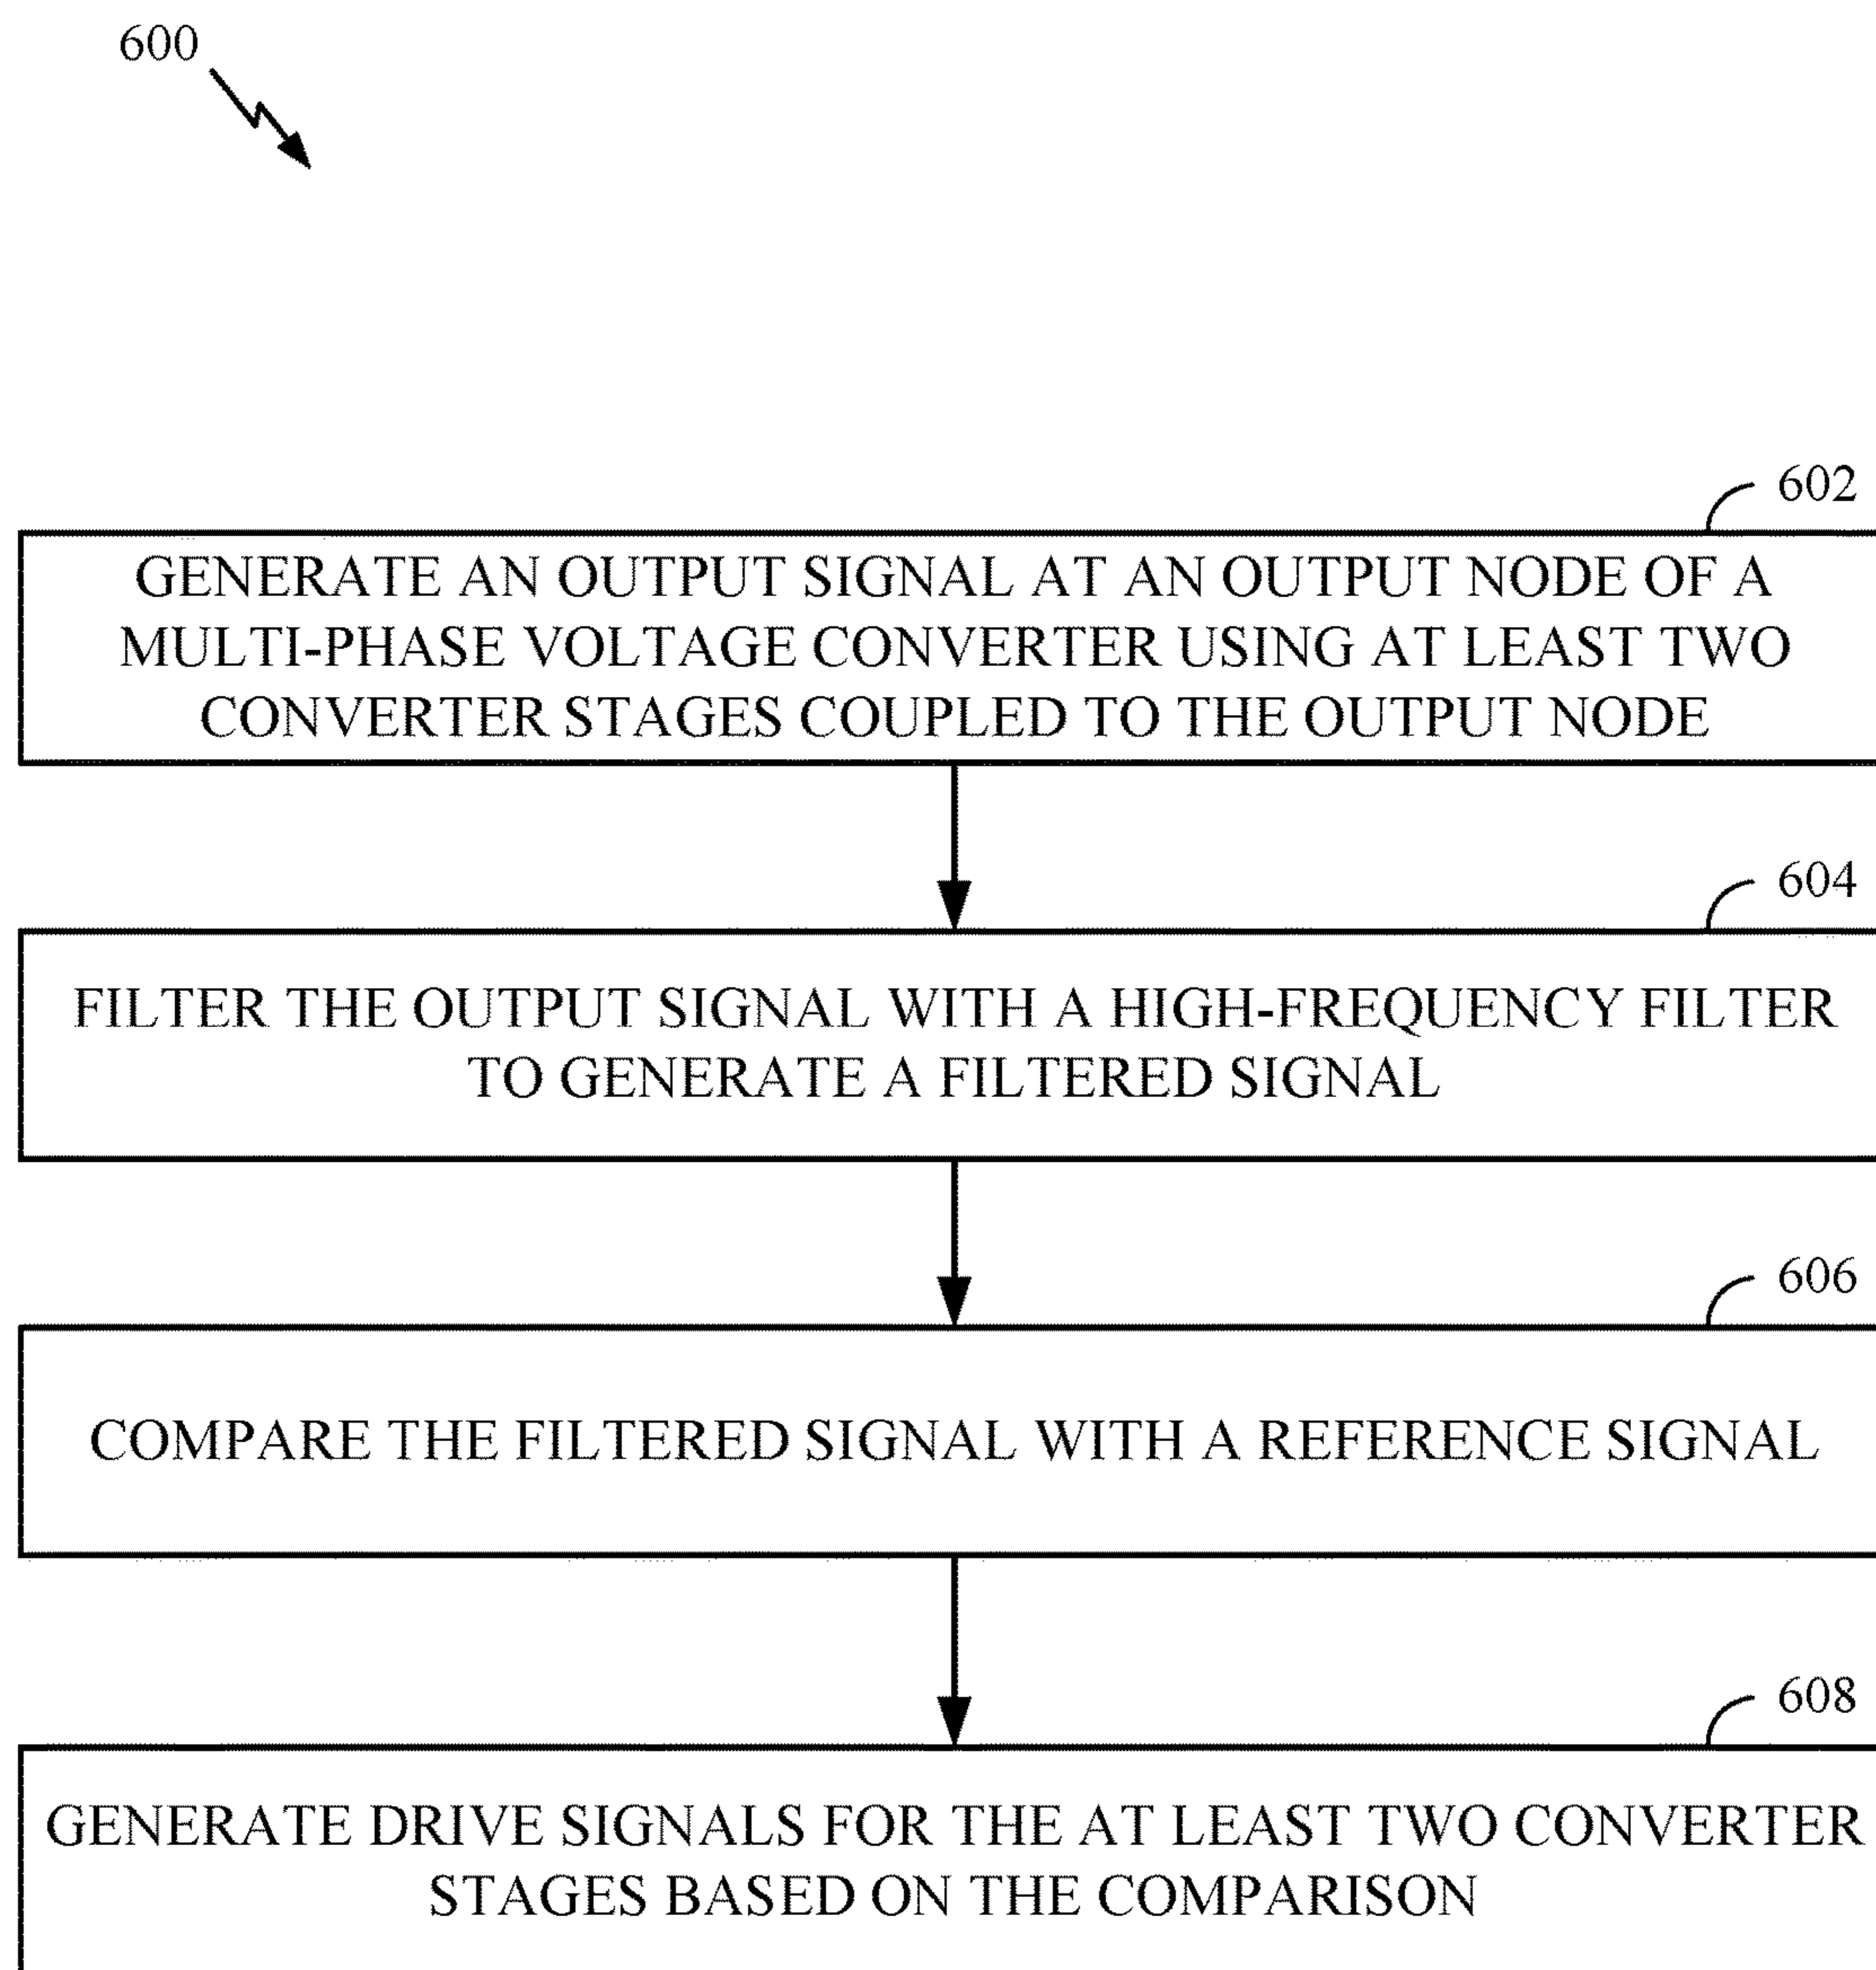 600
602
GENERATE AN OUTPUT SIGNAL AT AN OUTPUT NODE OF A
MULTI-PHASE VOLTAGE CONVERTER USING AT LEAST TWO
CONVERTER STAGES COUPLED TO THE OUTPUT NODE
604
FILTER THE OUTPUT SIGNAL WITH A HIGH-FREQUENCY FILTER
TO GENERATE A FILTERED SIGNAL
606
COMPARE THE FILTERED SIGNAL WITH A REFERENCE SIGNAL
608
GENERATE DRIVE SIGNALS FOR THE AT LEAST TWO CONVERTER
STAGES BASED ON THE COMPARISON